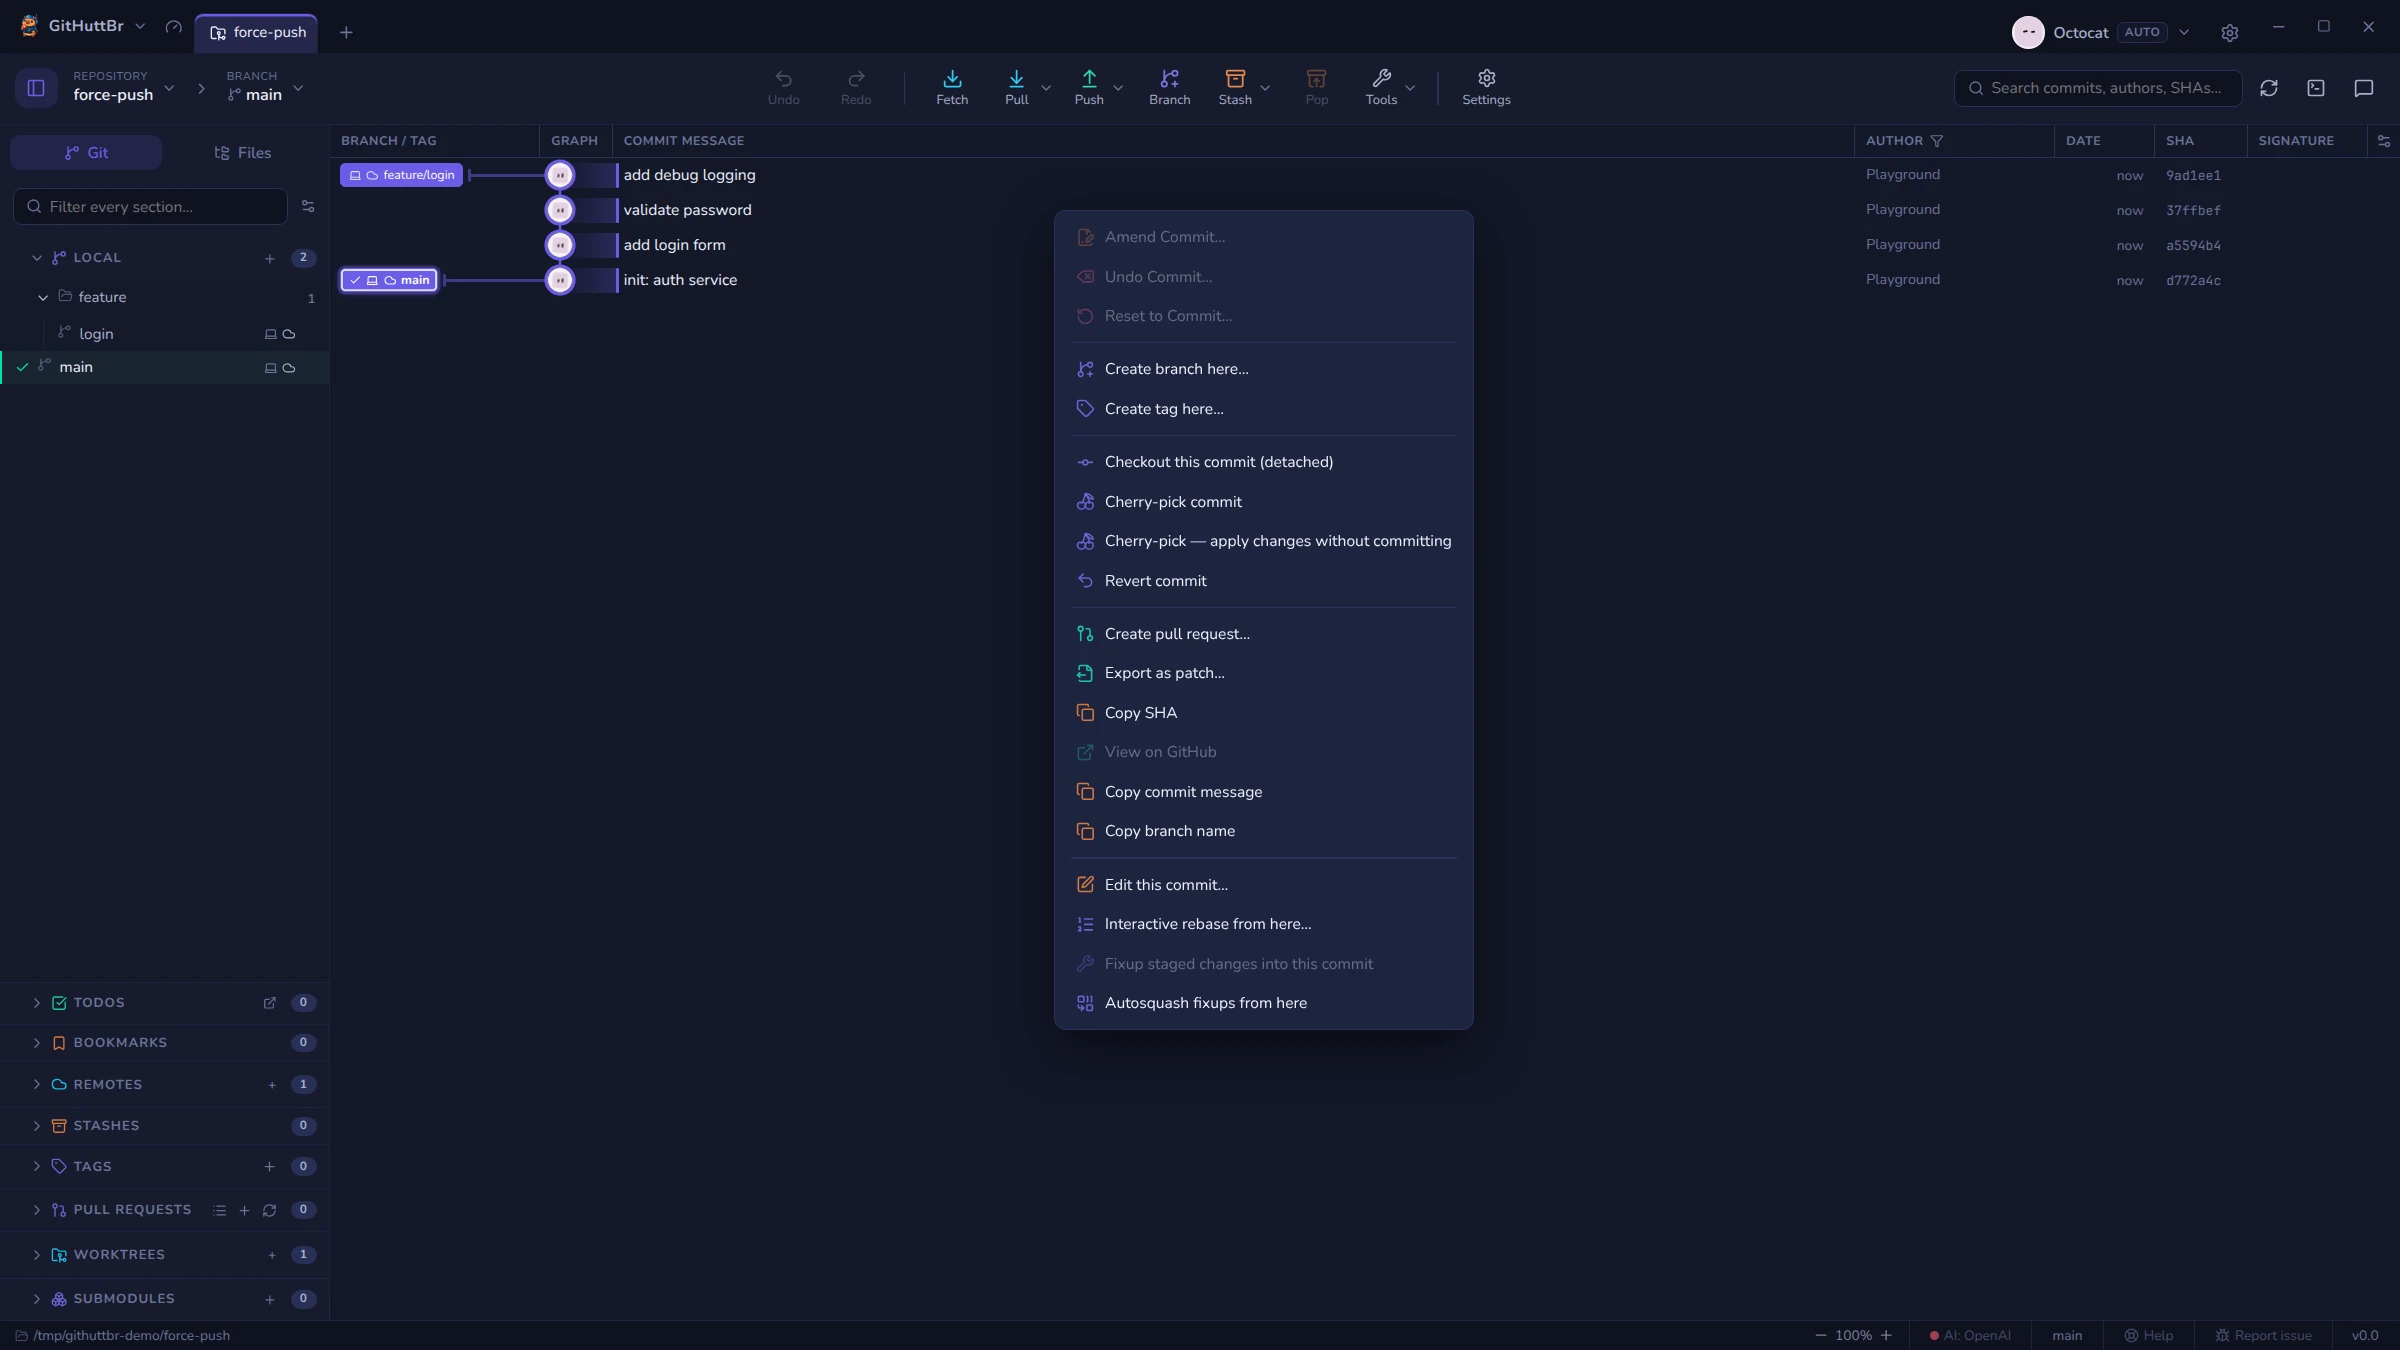 GitHuttBr
force-push
Octocat AUTO
REPOSITORY
force-push
BRANCH
main
Undo
Redo
Fetch
Pull
Push
Branch
Stash
Pop
Tools
Settings
Search commits, authors, SHAs...
Git
Files
Filter every section...
LOCAL 2
feature 1
login
main
TODOS 0
BOOKMARKS 0
REMOTES 1
STASHES 0
TAGS 0
PULL REQUESTS 0
WORKTREES 1
SUBMODULES 0
BRANCH / TAG GRAPH COMMIT MESSAGE AUTHOR DATE SHA SIGNATURE
feature/login add debug logging Playground now 9ad1ee1
validate password Playground now 37ffbef
add login form Playground now a5594b4
main init: auth service Playground now d772a4c
Amend Commit...
Undo Commit...
Reset to Commit...
Create branch here...
Create tag here...
Checkout this commit (detached)
Cherry-pick commit
Cherry-pick — apply changes without committing
Revert commit
Create pull request...
Export as patch...
Copy SHA
View on GitHub
Copy commit message
Copy branch name
Edit this commit...
Interactive rebase from here...
Fixup staged changes into this commit
Autosquash fixups from here
/tmp/githuttbr-demo/force-push
100%
AI: OpenAI
main
Help
Report issue
v0.0